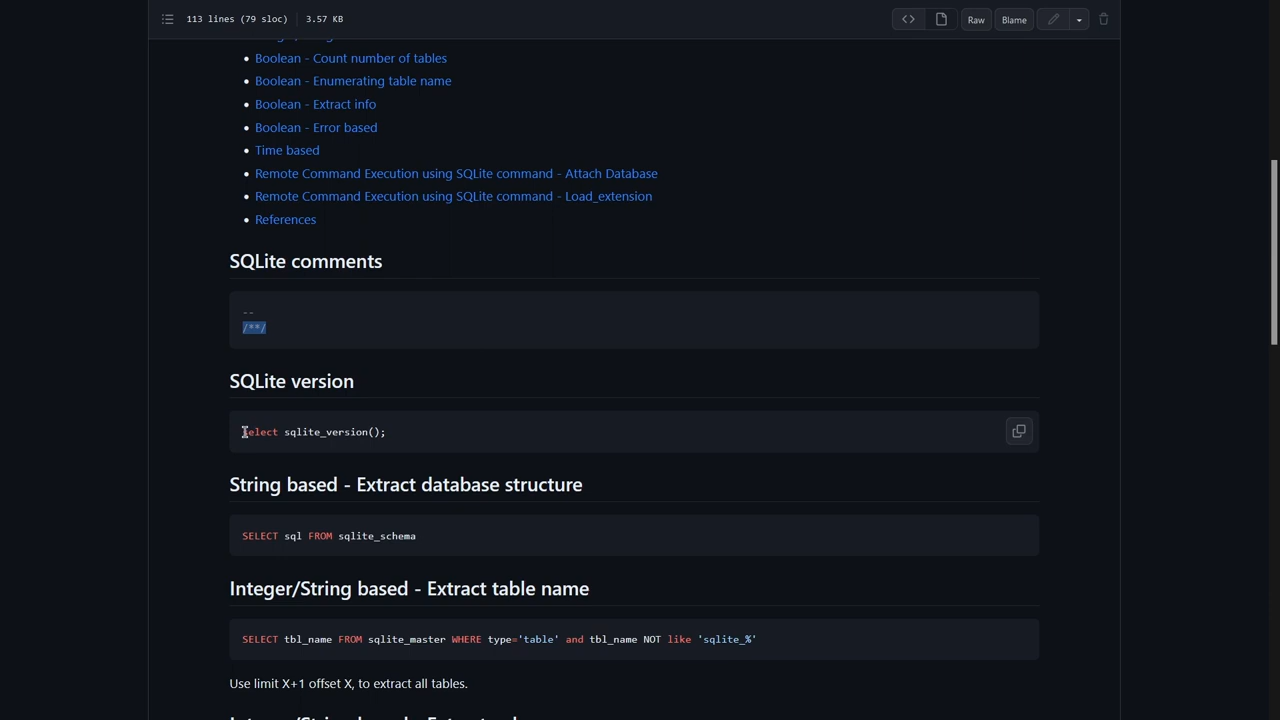 113 lines (79 sloc)
3.57 KB
Raw
Blame
Boolean - Count number of tables
Boolean - Enumerating table name
Boolean - Extract info
Boolean - Error based
Time based
Remote Command Execution using SQLite command - Attach Database
Remote Command Execution using SQLite command - Load_extension
References
SQLite comments
--
/**/
SQLite version
select sqlite_version();
String based - Extract database structure
SELECT sql FROM sqlite_schema
Integer/String based - Extract table name
SELECT tbl_name FROM sqlite_master WHERE type='table' and tbl_name NOT like 'sqlite_%'
Use limit X+1 offset X, to extract all tables.